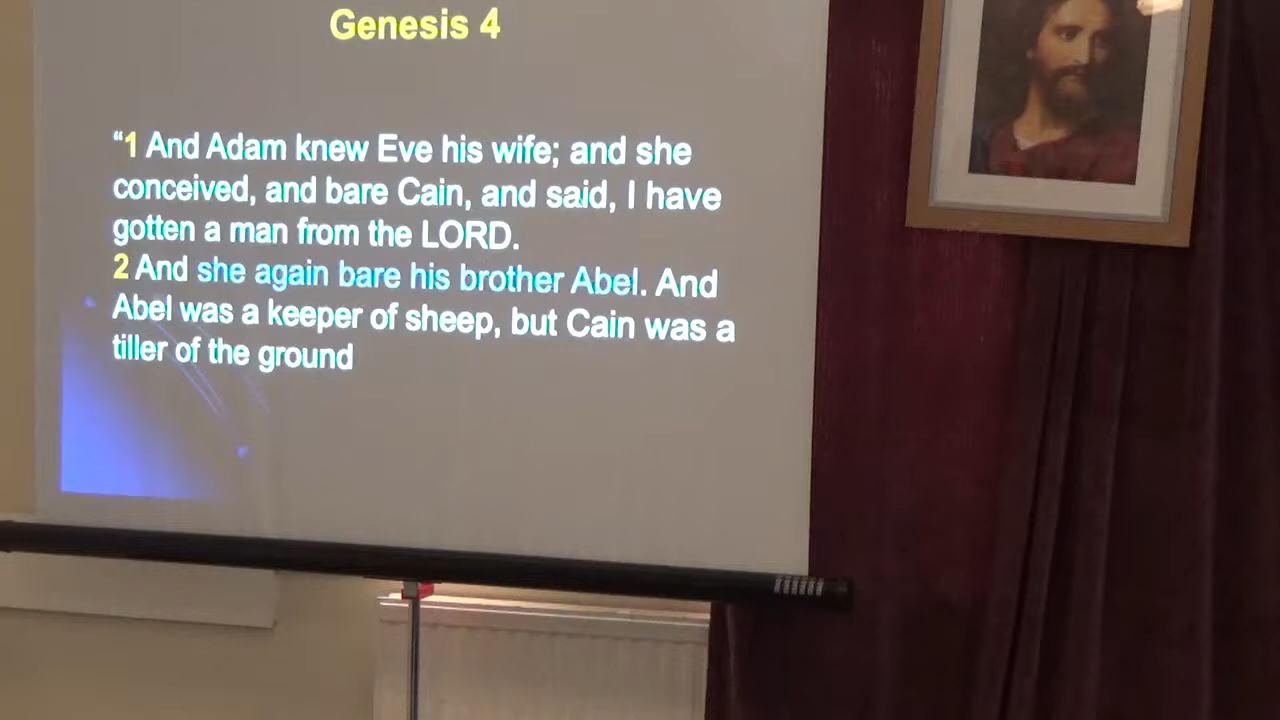 Genesis 4
“1 And Adam knew Eve his wife; and she
conceived, and bare Cain, and said, I have
gotten a man from the LORD.
2 And she again bare his brother Abel. And
Abel was a keeper of sheep, but Cain was a
tiller of the ground